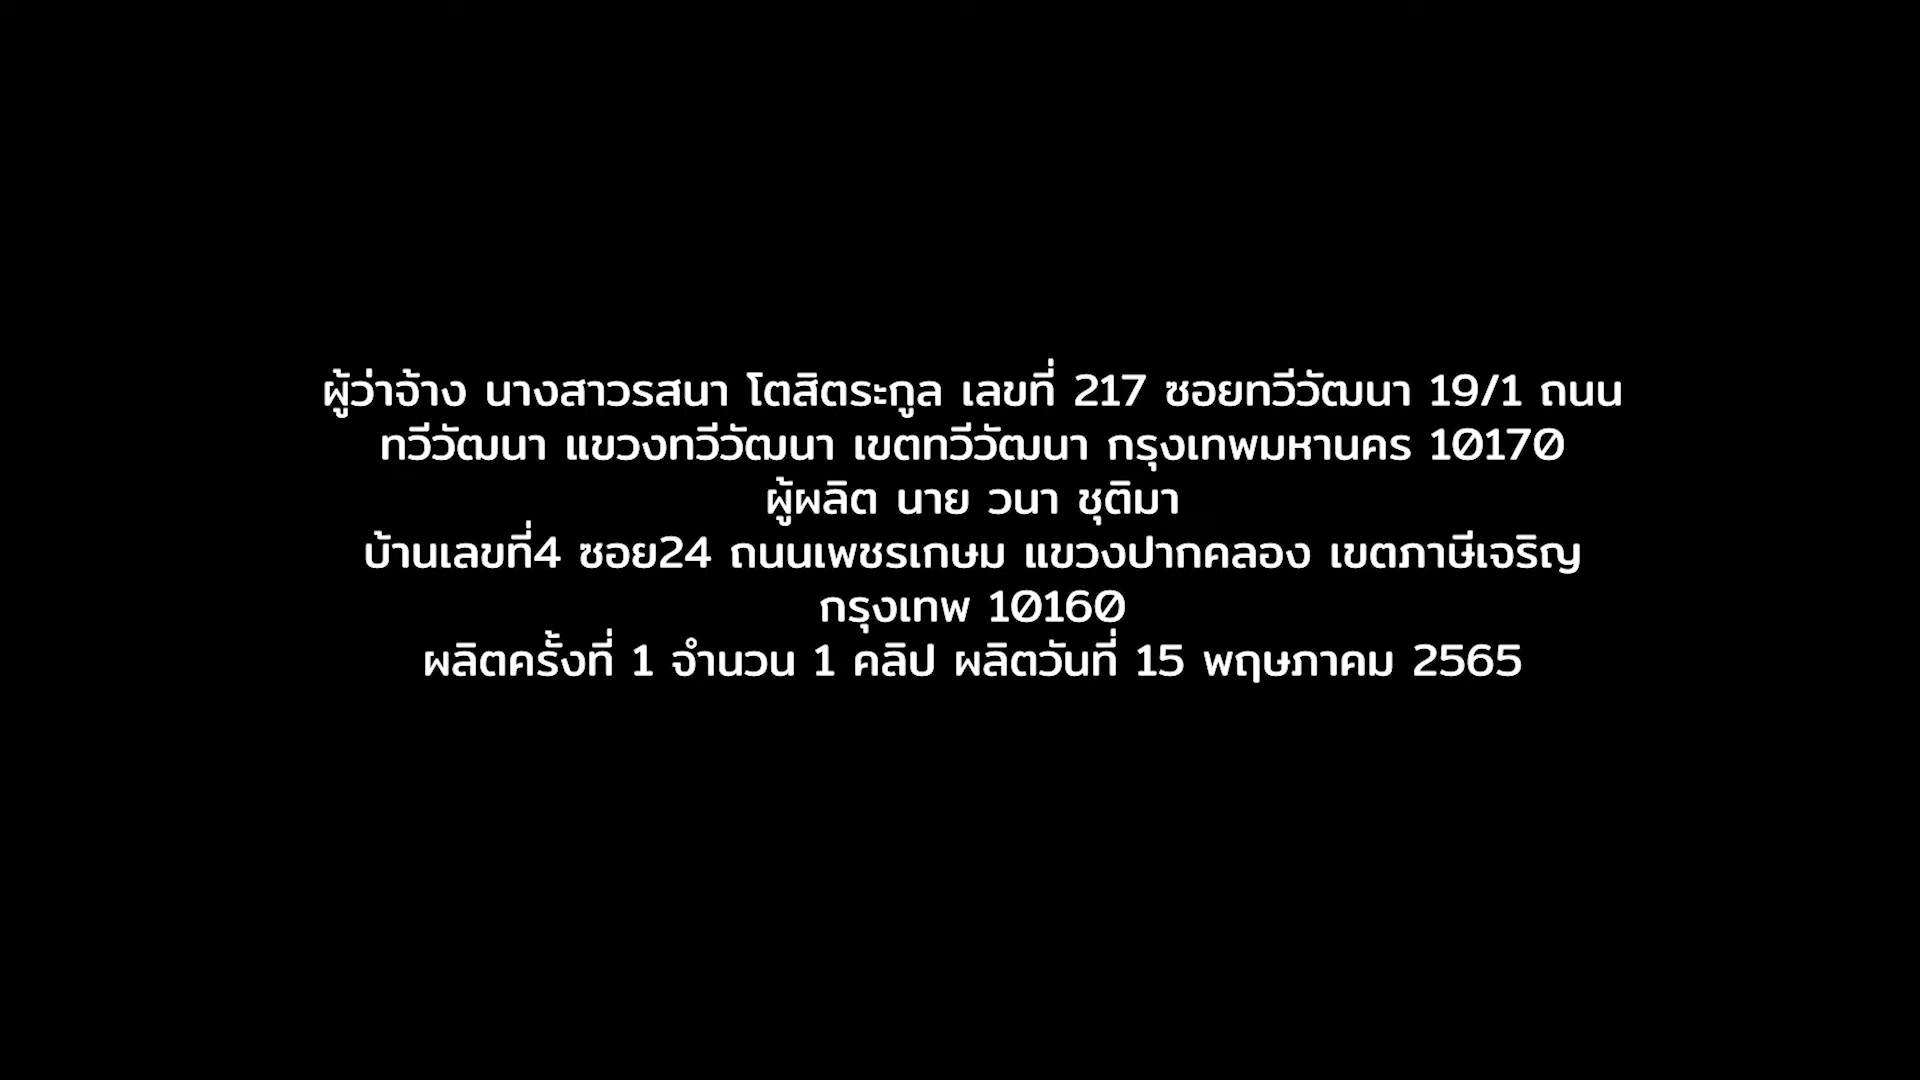 ผู้ว่าจ้าง นางสาวรสนา โตสิตระกูล เลขที่ 217 ซอยทวีวัฒนา 19/1 ถนน
ทวีวัฒนา แขวงทวีวัฒนา เขตทวีวัฒนา กรุงเทพมหานคร 10170
ผู้ผลิต นาย วนา ชุติมา
บ้านเลขที่4 ซอย24 ถนนเพชรเกษม แขวงปากคลอง เขตภาษีเจริญ
กรุงเทพ 10160
ผลิตครั้งที่ 1 จำนวน 1 คลิป ผลิตวันที่ 15 พฤษภาคม 2565